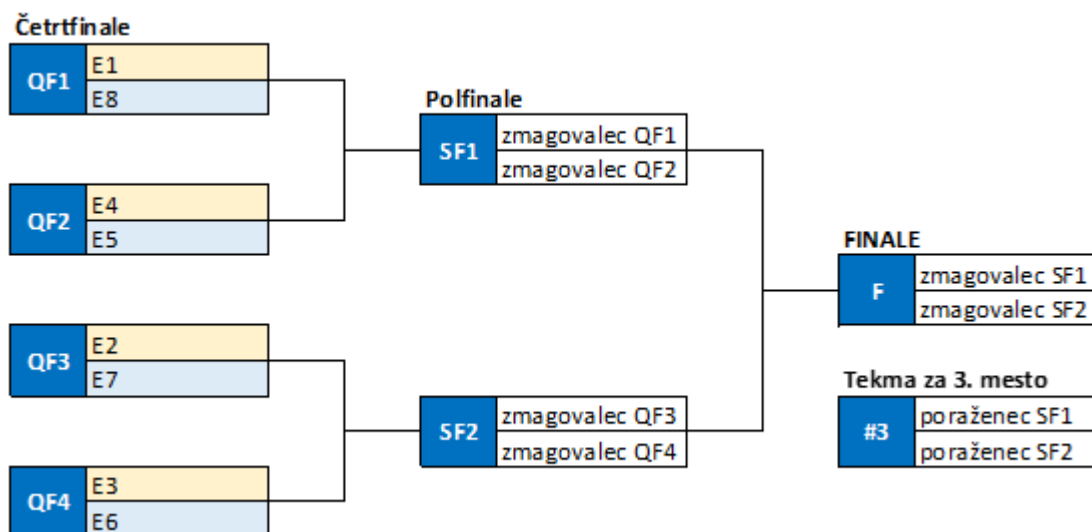 Četrtfinale
QF1
E1
E8
QF2
E4
E5
QF3
E2
E7
QF4
E3
E6
Polfinale
SF1
zmagovalec QF1
zmagovalec QF2
SF2
zmagovalec QF3
zmagovalec QF4
FINALE
F
zmagovalec SF1
zmagovalec SF2
Tekma za 3. mesto
#3
poraženec SF1
poraženec SF2